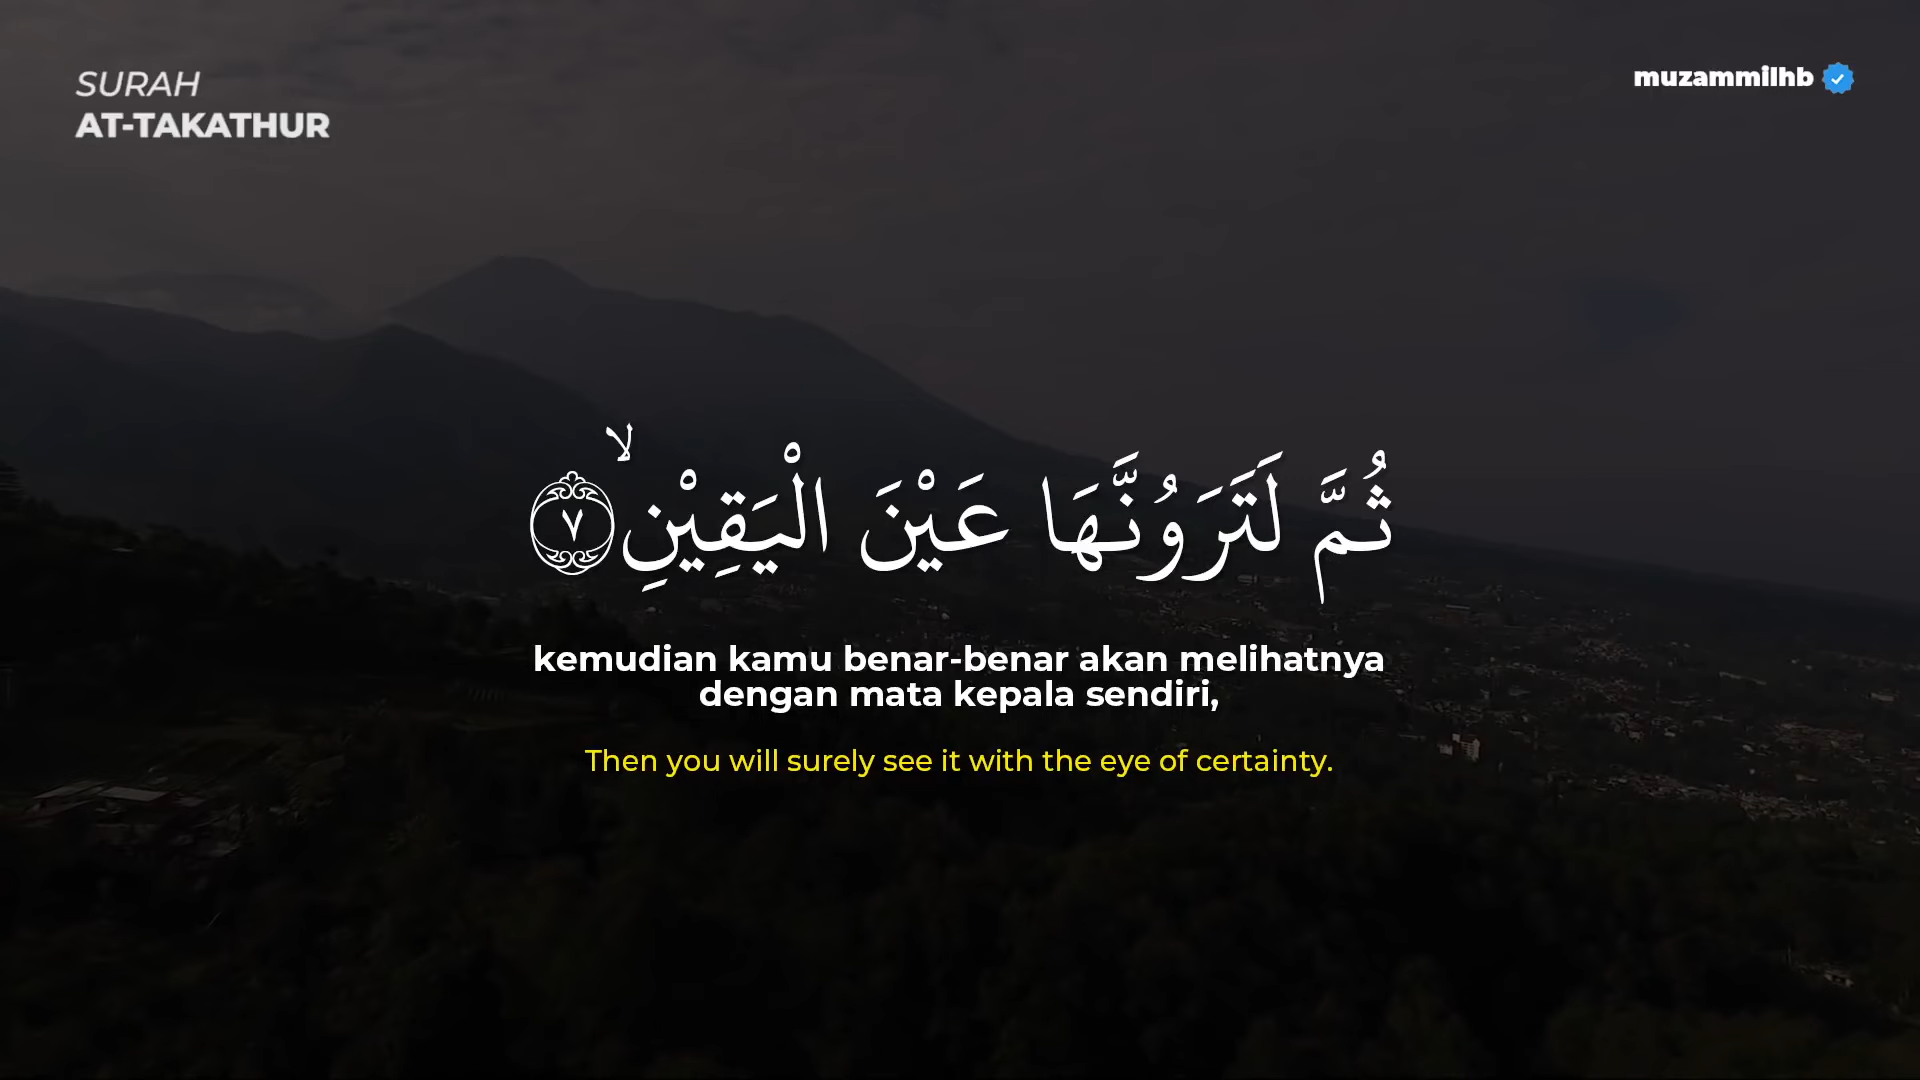 SURAH
AT-TAKATHUR
muzammilhb
ثُمَّ لَتَرَوُنَّهَا عَيْنَ الْيَقِيْنِۙ ٧
kemudian kamu benar-benar akan melihatnya
dengan mata kepala sendiri,
Then you will surely see it with the eye of certainty.